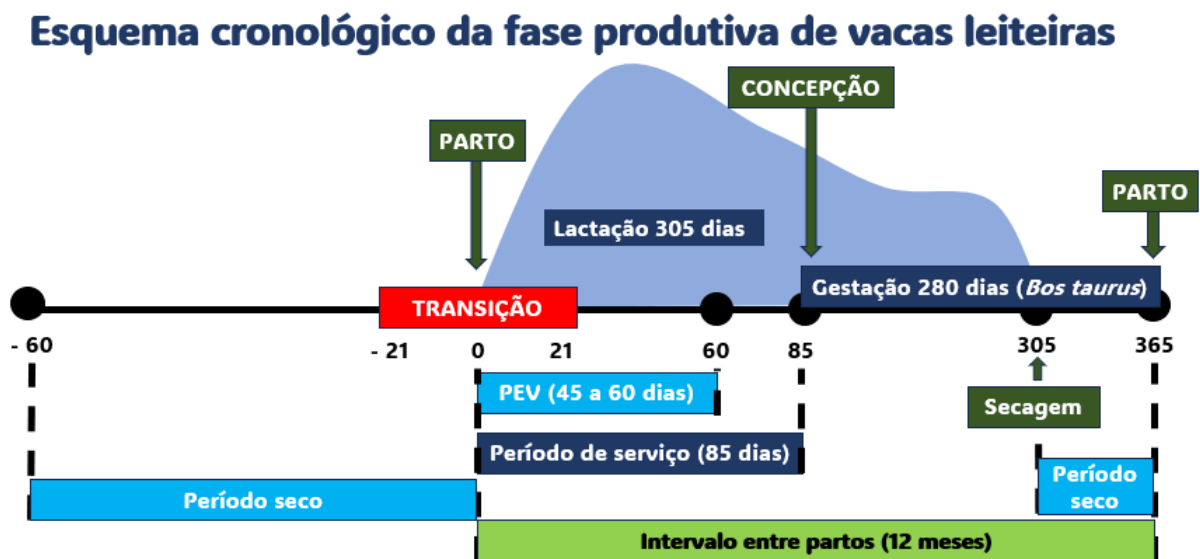 Esquema cronológico da fase produtiva de vacas leiteiras
CONCEPÇÃO
PARTO
PARTO
Lactação 305 dias
Gestação 280 dias (Bos taurus)
TRANSIÇÃO
- 60
- 21
0
21
60
85
305
365
PEV (45 a 60 dias)
Secagem
Período de serviço (85 dias)
Período seco
Período
seco
Intervalo entre partos (12 meses)